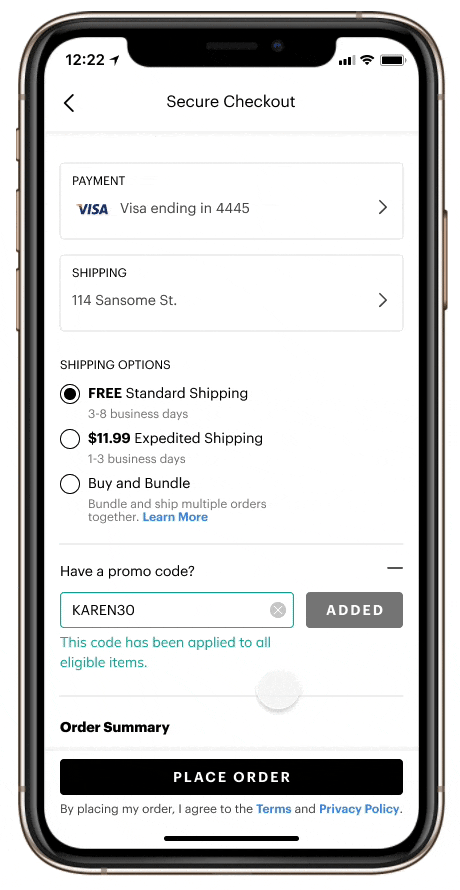 12:22
Secure Checkout
PAYMENT
VISA Visa ending in 4445
SHIPPING
114 Sansome St.
SHIPPING OPTIONS
FREE Standard Shipping
3-8 business days
$11.99 Expedited Shipping
1-3 business days
Buy and Bundle
Bundle and ship multiple orders
together. Learn More
Have a promo code?
KAREN30 ADDED
This code has been applied to all
eligible items.
Order Summary
PLACE ORDER
By placing my order, I agree to the Terms and Privacy Policy.